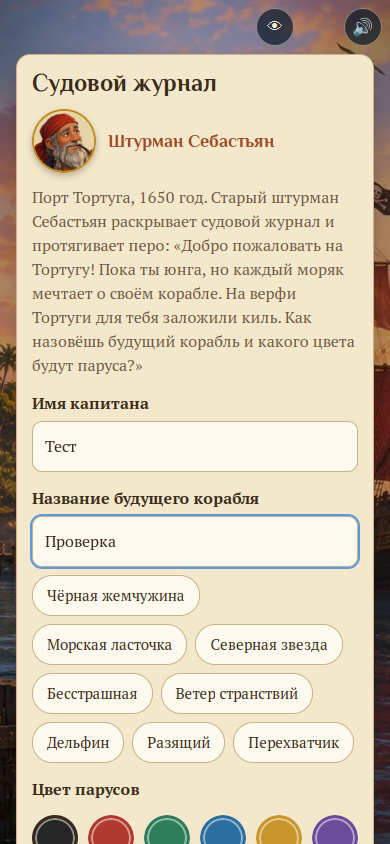 Судовой журнал
Штурман Себастьян
Порт Тортуга, 1650 год. Старый штурман
Себастьян раскрывает судовой журнал и
протягивает перо: «Добро пожаловать на
Тортугу! Пока ты юнга, но каждый моряк
мечтает о своём корабле. На верфи
Тортуги для тебя заложили киль. Как
назовёшь будущий корабль и какого цвета
будут паруса?»
Имя капитана
Тест
Название будущего корабля
Проверка
Чёрная жемчужина
Морская ласточка Северная звезда
Бесстрашная Ветер странствий
Дельфин Разящий Перехватчик
Цвет парусов